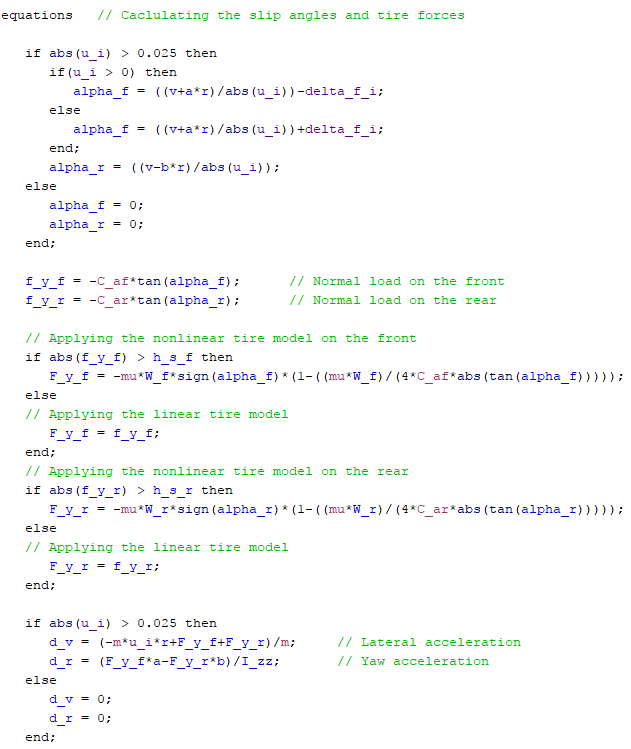 equations   // Caclulating the slip angles and tire forces

   if abs(u_i) > 0.025 then
      if(u_i > 0) then
         alpha_f = ((v+a*r)/abs(u_i))-delta_f_i;
      else
         alpha_f = ((v+a*r)/abs(u_i))+delta_f_i;
      end;
      alpha_r = ((v-b*r)/abs(u_i));
   else
      alpha_f = 0;
      alpha_r = 0;
   end;

   f_y_f = -C_af*tan(alpha_f);      // Normal load on the front
   f_y_r = -C_ar*tan(alpha_r);      // Normal load on the rear

   // Applying the nonlinear tire model on the front
   if abs(f_y_f) > h_s_f then
      F_y_f = -mu*W_f*sign(alpha_f)*(1-((mu*W_f)/(4*C_af*abs(tan(alpha_f)))));
   else
   // Applying the linear tire model
      F_y_f = f_y_f;
   end;
   // Applying the nonlinear tire model on the rear
   if abs(f_y_r) > h_s_r then
      F_y_r = -mu*W_r*sign(alpha_r)*(1-((mu*W_r)/(4*C_ar*abs(tan(alpha_r)))));
   else
   // Applying the linear tire model
      F_y_r = f_y_r;
   end;

   if abs(u_i) > 0.025 then
      d_v = (-m*u_i*r+F_y_f+F_y_r)/m;     // Lateral acceleration
      d_r = (F_y_f*a-F_y_r*b)/I_zz;       // Yaw acceleration
   else
      d_v = 0;
      d_r = 0;
   end;